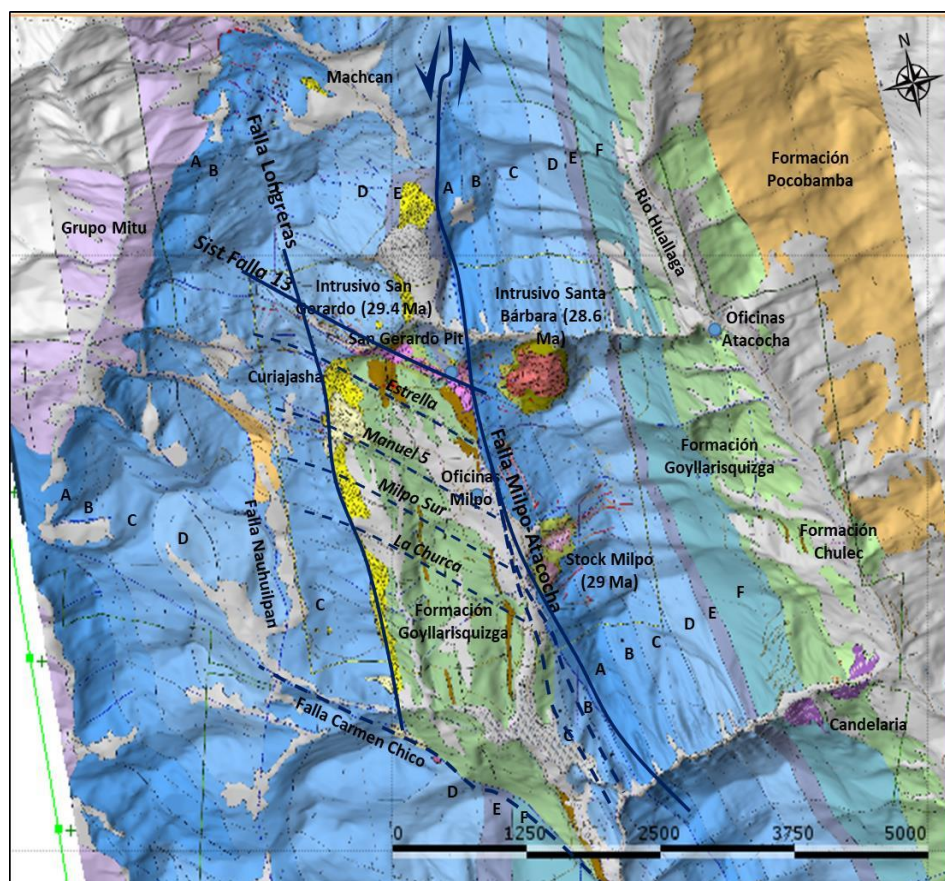 N
Machcan
Falla Longreras
A
B
D
E
A
B
C
D
E
F
Formación
Pocobamba
Río Huallaga
Grupo Mitu
Sist Falla 13
Intrusivo San
Gerardo (29.4 Ma)
Intrusivo Santa
Bárbara (28.6
Ma)
San Gerardo Pit
Oficinas
Atacocha
Curiajasha
Estrella
Manuel 5
Oficinas
Milpo
Falla Milpo-Atacocha
Formación
Goyllarisquizga
A
B
C
D
Milpo Sur
La Churca
Falla Nauhuilpan
C
Stock Milpo
(29 Ma)
Formación
Chulec
Formación
Goyllarisquizga
A
B
C
D
E
F
B
C
Falla Carmen Chico
Candelaria
D
E
F
0
1250
2500
3750
5000